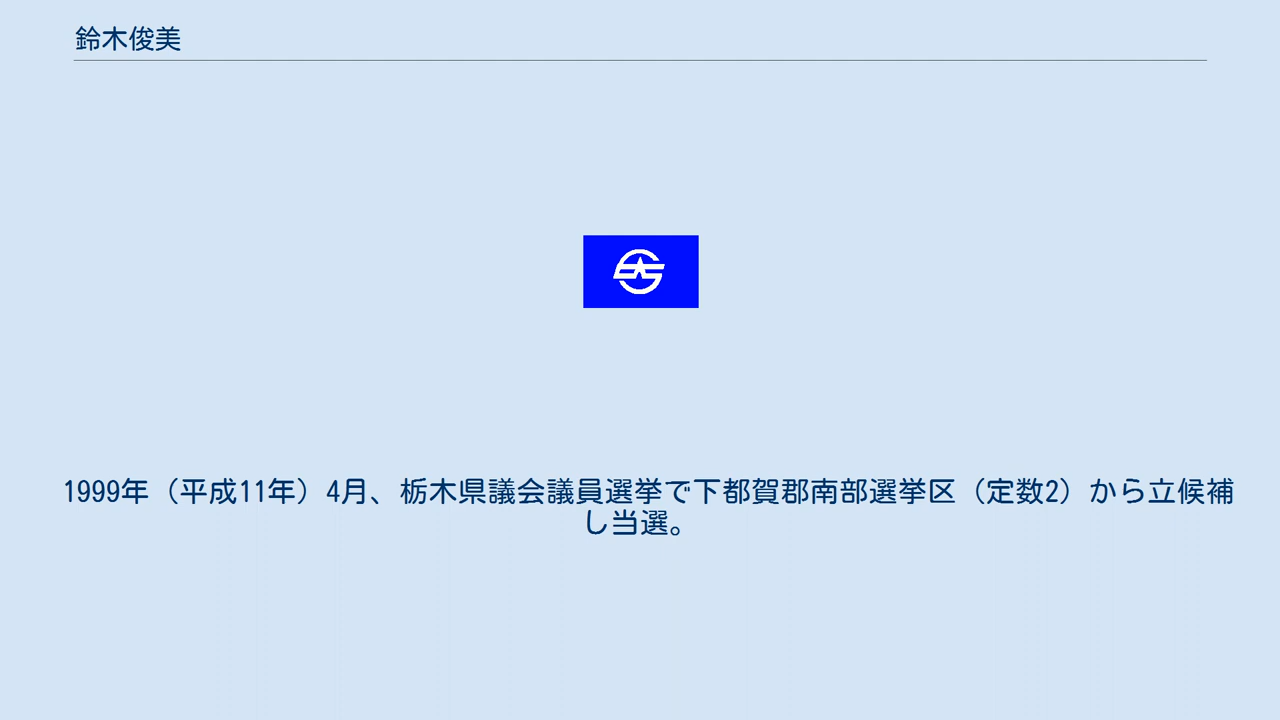 鈴木俊美
1999年（平成11年）4月、栃木県議会議員選挙で下都賀郡南部選挙区（定数2）から立候補
し当選。